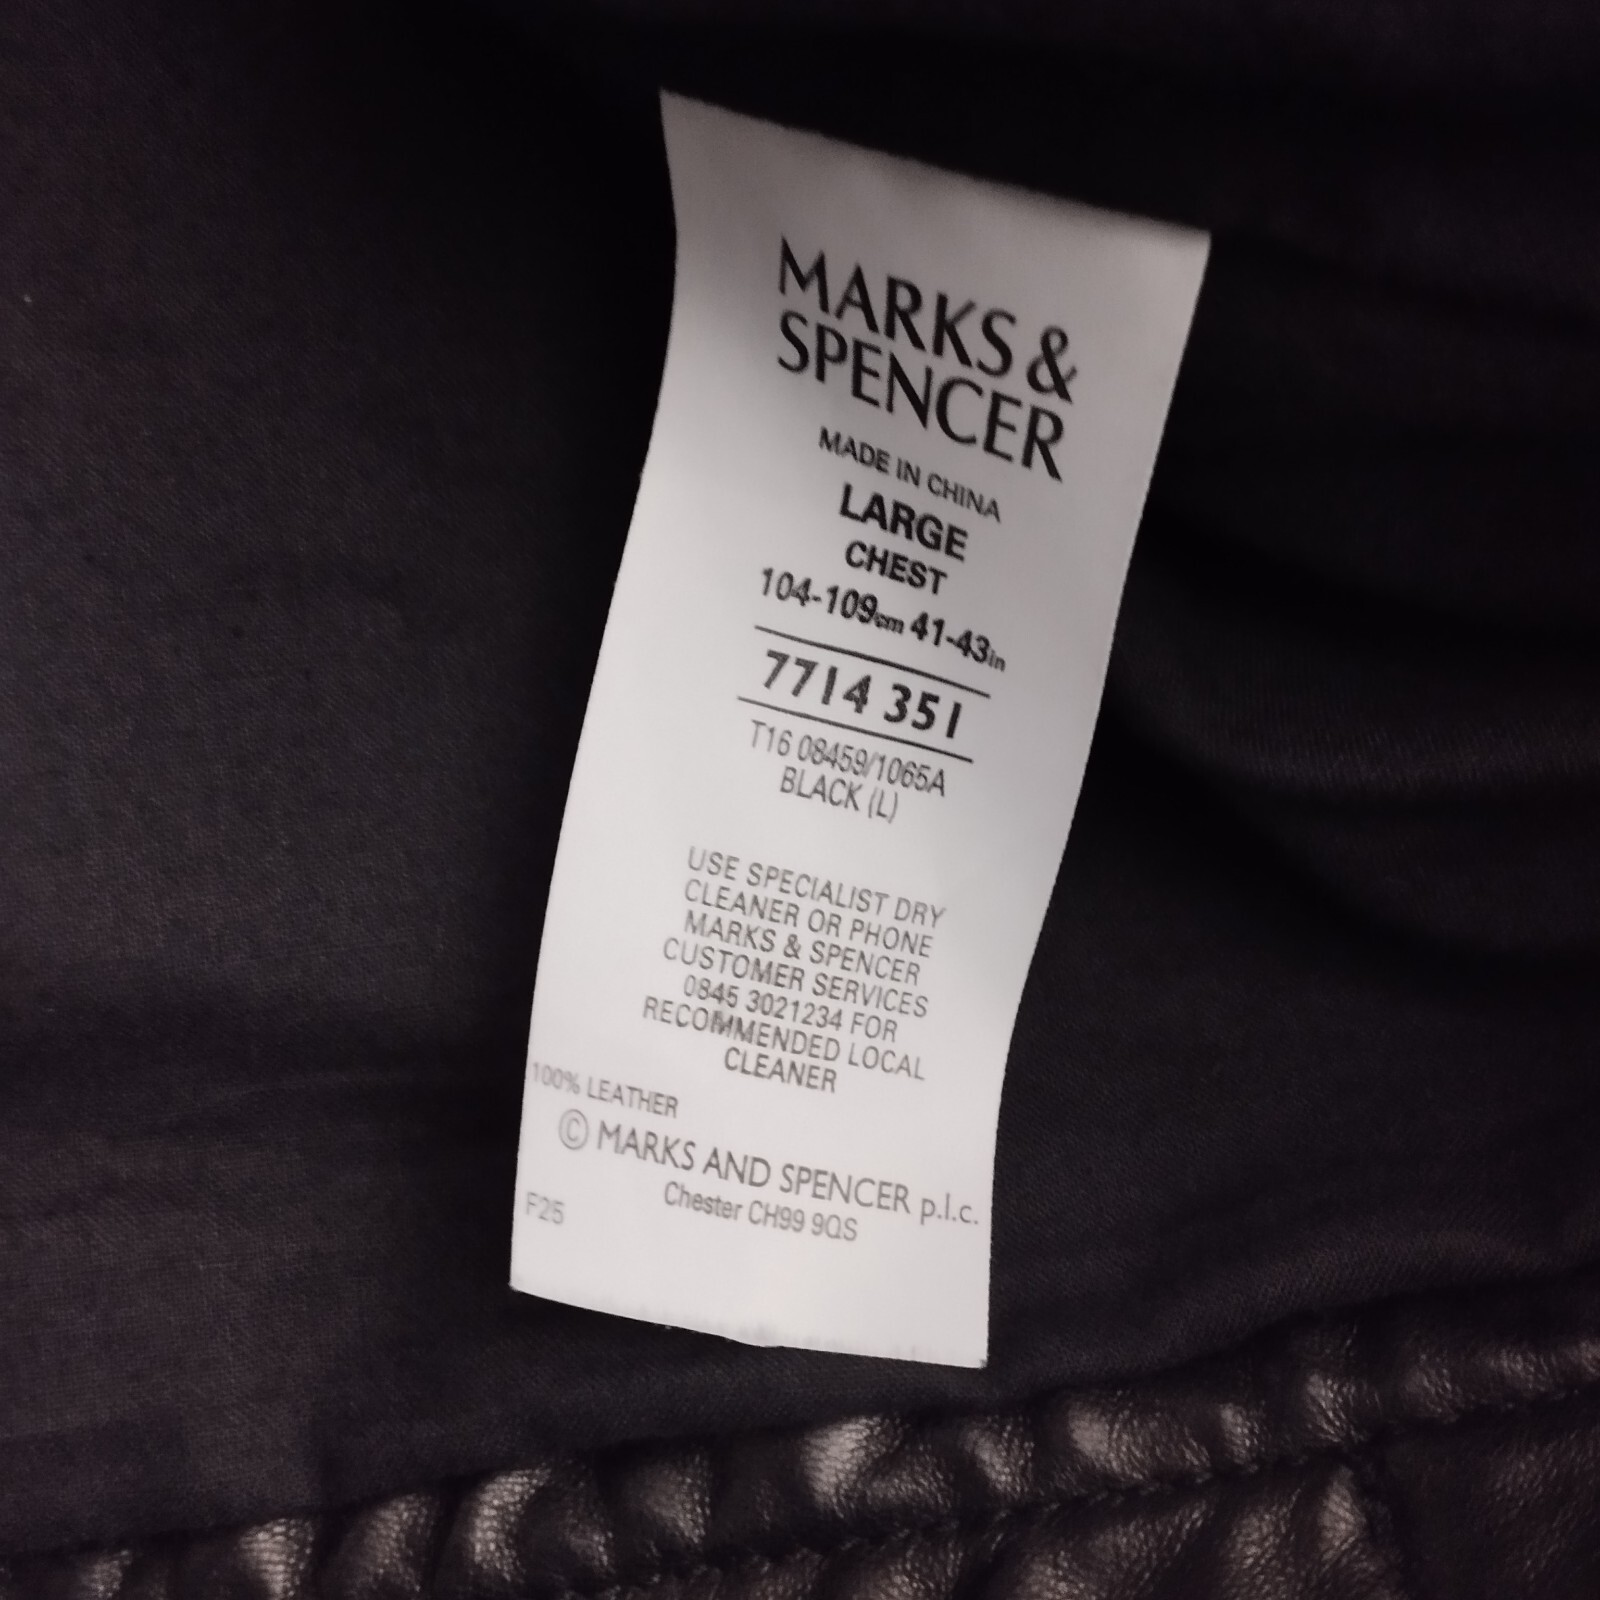 MARKS &
SPENCER
MADE IN CHINA
LARGE
CHEST
104-109cm 41-43in
7714 351
T16 08459/1065A
BLACK (L)
USE SPECIALIST DRY
CLEANER OR PHONE
MARKS & SPENCER
CUSTOMER SERVICES
0845 3021234 FOR
RECOMMENDED LOCAL
CLEANER
100% LEATHER
© MARKS AND SPENCER p.l.c.
Chester CH99 9QS
F25